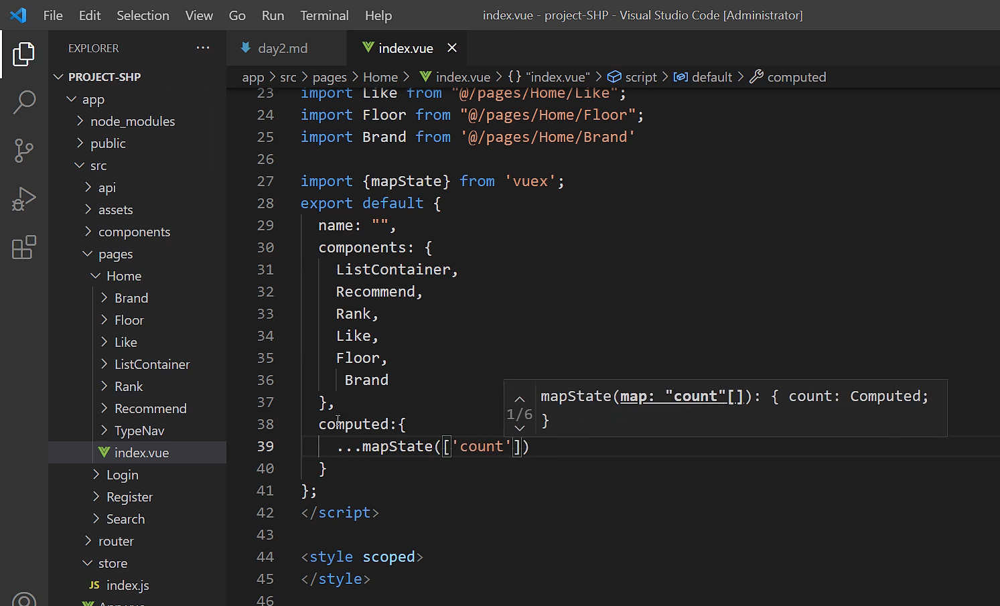 File Edit Selection View Go Run Terminal Help index.vue - project-SHP - Visual Studio Code [Administrator]
EXPLORER ···
PROJECT-SHP
app
node_modules
public
src
api
assets
components
pages
Home
Brand
Floor
Like
ListContainer
Rank
Recommend
TypeNav
index.vue
Login
Register
Search
router
store
JS index.js
App.vue
day2.md index.vue
app > src > pages > Home > index.vue > {} "index.vue" > script > default > computed
23 import Like from "@/pages/Home/Like";
24 import Floor from "@/pages/Home/Floor";
25 import Brand from '@/pages/Home/Brand'
26
27 import {mapState} from 'vuex';
28 export default {
29 name: "",
30 components: {
31 ListContainer,
32 Recommend,
33 Rank,
34 Like,
35 Floor,
36 Brand
37 },
38 computed:{
39 ...mapState(['count'])
40 }
41 };
42 </script>
43
44 <style scoped>
45 </style>
46
1/6 mapState(map: "count"[]): { count: Computed;
}